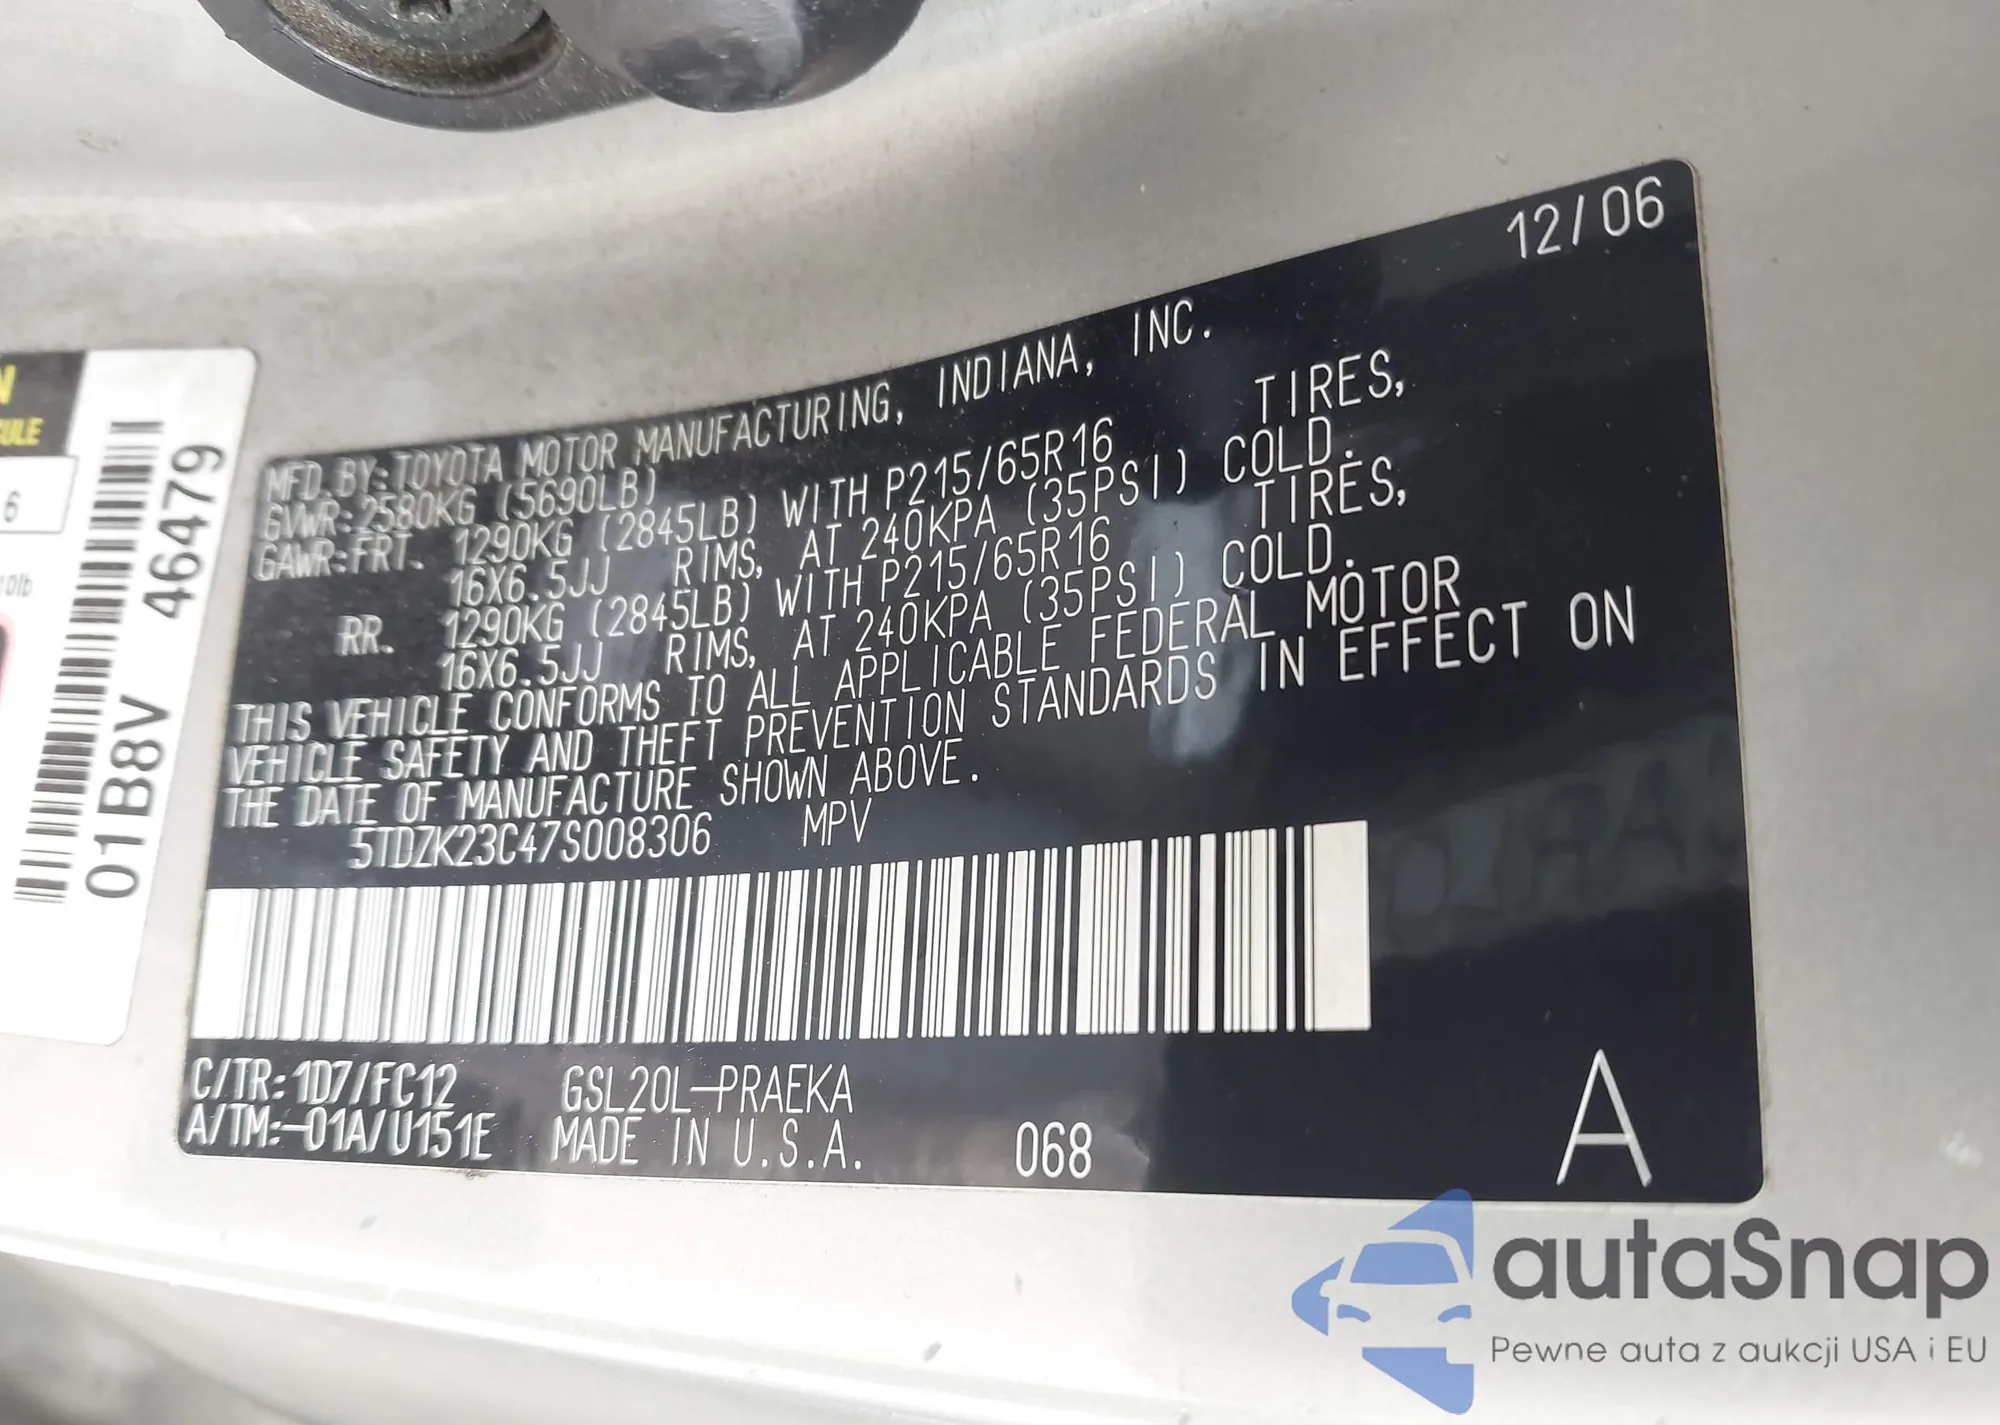 12/06
MFD.BY:TOYOTA MOTOR MANUFACTURING, INDIANA, INC.
GVWR:2580KG (5690LB)
GAWR:FRT. 1290KG (2845LB) WITH P215/65R16 TIRES,
16X6.5JJ RIMS, AT 240KPA (35PSI) COLD.
RR. 1290KG (2845LB) WITH P215/65R16 TIRES,
16X6.5JJ RIMS, AT 240KPA (35PSI) COLD.
THIS VEHICLE CONFORMS TO ALL APPLICABLE FEDERAL MOTOR
VEHICLE SAFETY AND THEFT PREVENTION STANDARDS IN EFFECT ON
THE DATE OF MANUFACTURE SHOWN ABOVE.
5TDZK23C47S008306 MPV
C/TR:1D7/FC12 GSL20L-PRAEKA
A/TM:-01A/U151E MADE IN U.S.A. 068 A
01B8V 46479
6
autaSnap
Pewne auta z aukcji USA i EU